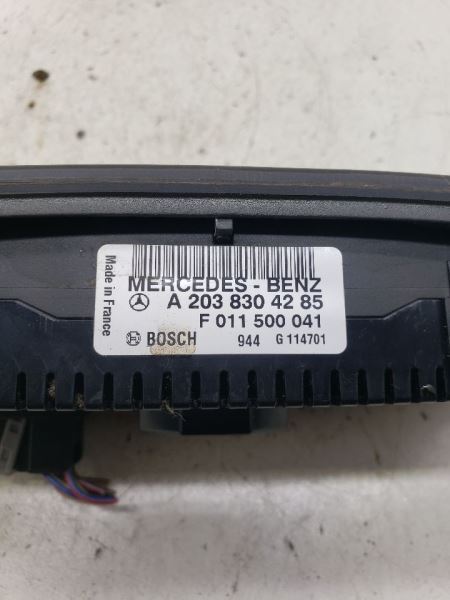 Made in France
MERCEDES - BENZ
A 203 830 42 85
F 011 500 041
BOSCH 944 G 114701